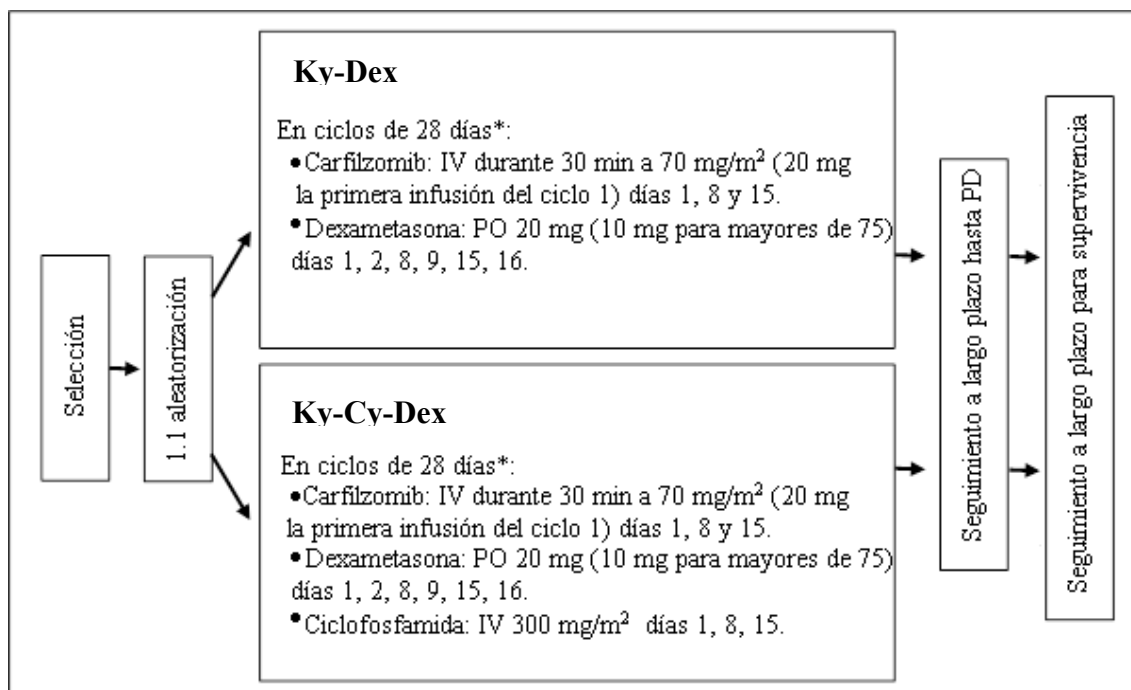 Selección
1.1 aleatorización
Ky-Dex
En ciclos de 28 días*:
•Carfilzomib: IV durante 30 min a 70 mg/m² (20 mg
la primera infusión del ciclo 1) días 1, 8 y 15.
•Dexametasona: PO 20 mg (10 mg para mayores de 75)
días 1, 2, 8, 9, 15, 16.
Ky-Cy-Dex
En ciclos de 28 días*:
•Carfilzomib: IV durante 30 min a 70 mg/m² (20 mg
la primera infusión del ciclo 1) días 1, 8 y 15.
•Dexametasona: PO 20 mg (10 mg para mayores de 75)
días 1, 2, 8, 9, 15, 16.
•Ciclofosfamida: IV 300 mg/m² días 1, 8, 15.
Seguimiento a largo plazo hasta PD
Seguimiento a largo plazo para supervivencia